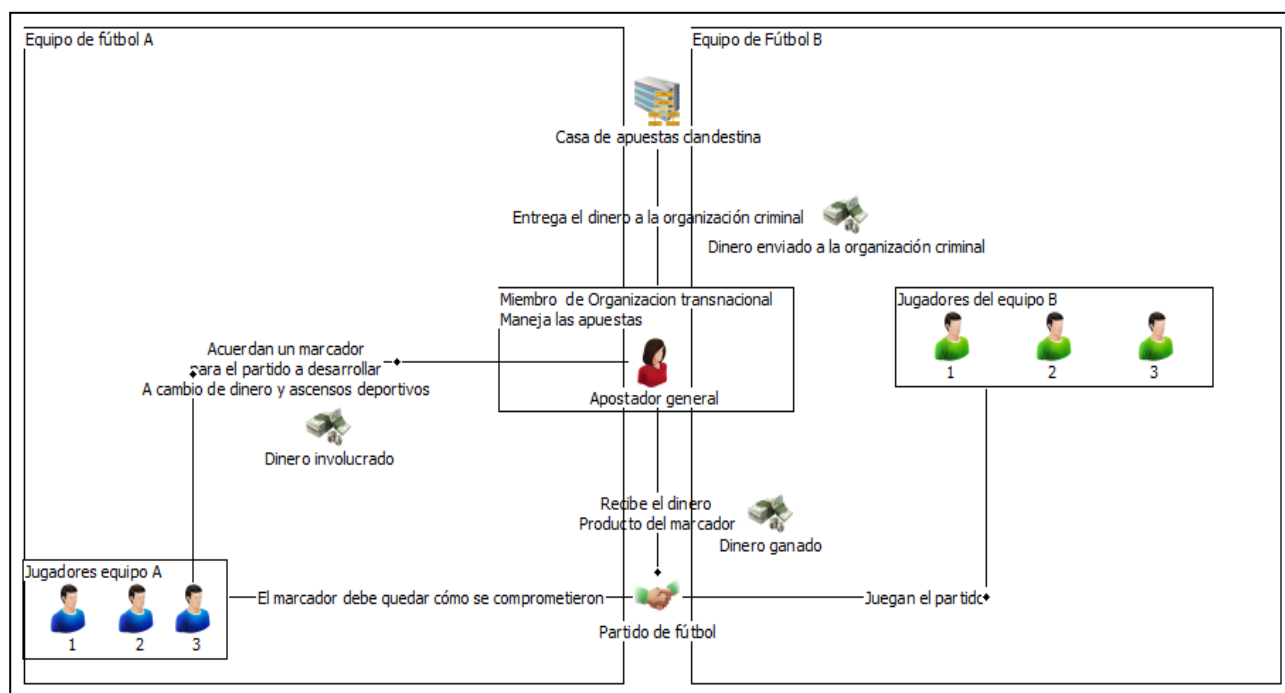 Equipo de fútbol A
Equipo de Fútbol B
Casa de apuestas clandestina
Entrega el dinero a la organización criminal
Dinero enviado a la organización criminal
Miembro de Organizacion transnacional
Maneja las apuestas
Apostador general
Jugadores del equipo B
1
2
3
Acuerdan un marcador
para el partido a desarrollar
A cambio de dinero y ascensos deportivos
Dinero involucrado
Recibe el dinero
Producto del marcador
Dinero ganado
Jugadores equipo A
1
2
3
El marcador debe quedar cómo se comprometieron
Partido de fútbol
Juegan el partido